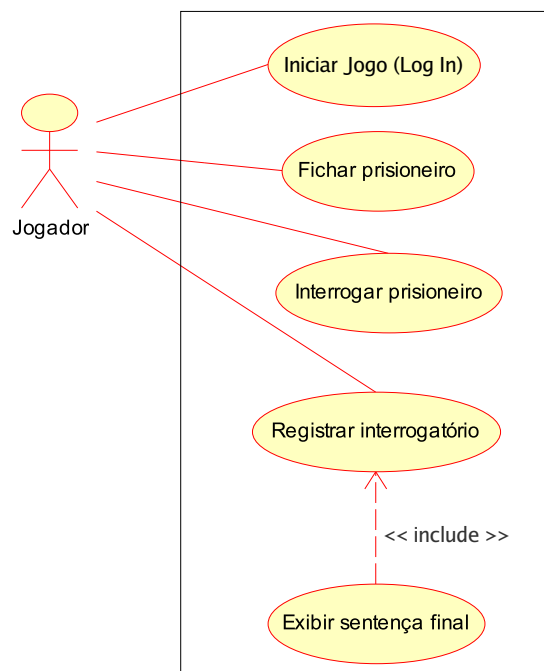 Iniciar Jogo (Log In)
Fichar prisioneiro
Jogador
Interrogar prisioneiro
Registrar interrogatório
<< include >>
Exibir sentença final